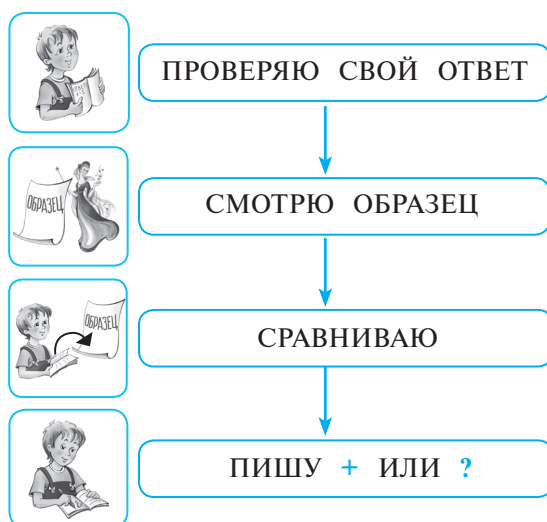 ПРОВЕРЯЮ СВОЙ ОТВЕТ
ОБРАЗЕЦ
СМОТРЮ ОБРАЗЕЦ
ОБРАЗЕЦ
СРАВНИВАЮ
ПИШУ + ИЛИ ?